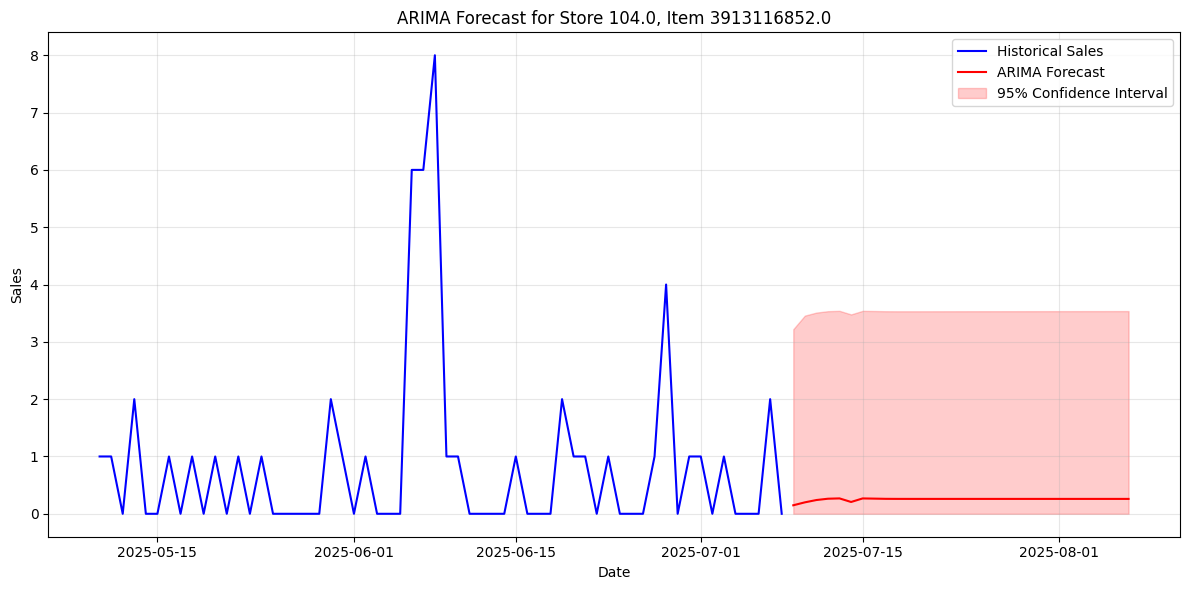 ARIMA Forecast for Store 104.0, Item 3913116852.0
Historical Sales
ARIMA Forecast
95% Confidence Interval
Sales
8
7
6
5
4
3
2
1
0
2025-05-15
2025-06-01
2025-06-15
2025-07-01
2025-07-15
2025-08-01
Date